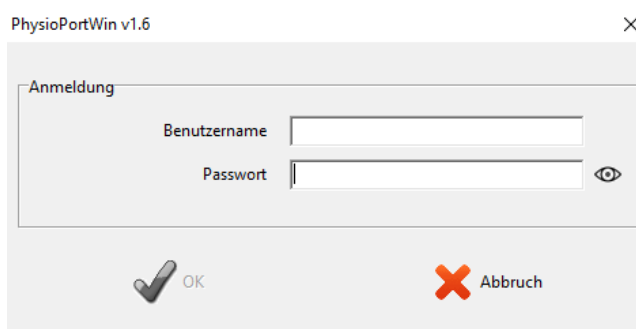 PhysioPortWin v1.6
Anmeldung
Benutzername
Passwort
OK
Abbruch